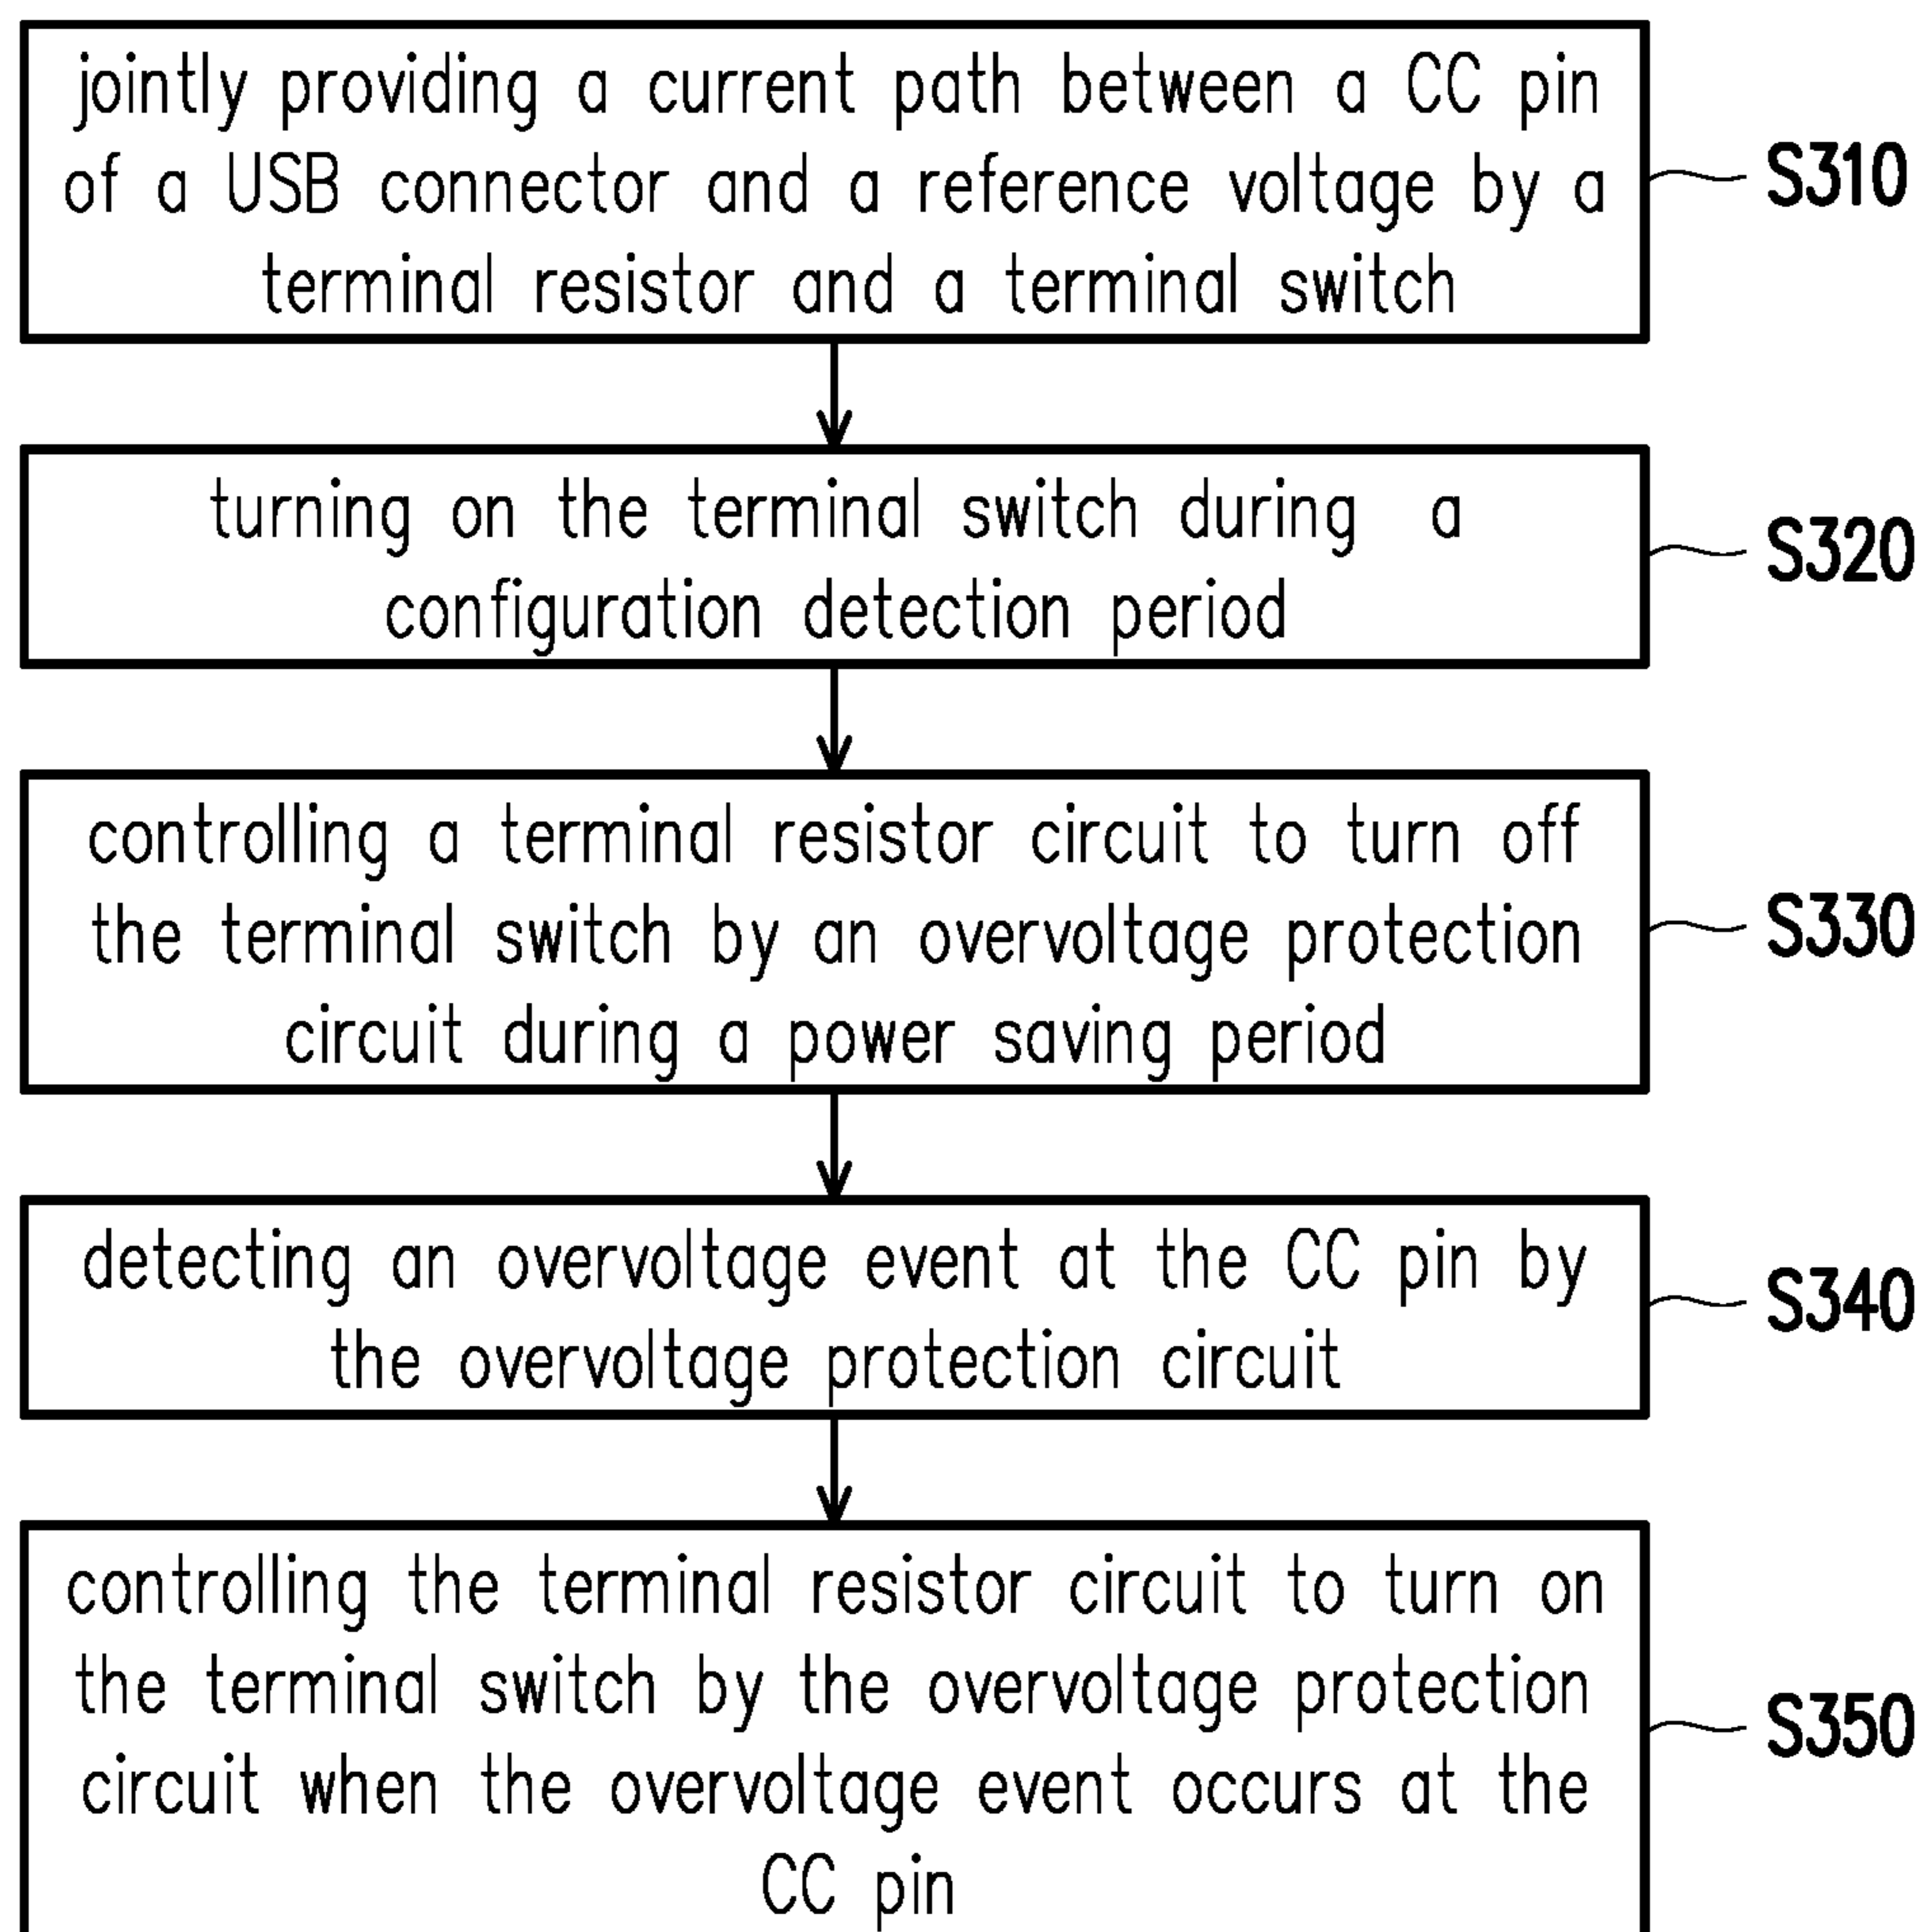 jointly providing a current path between a CC pin
of a USB connector and a reference voltage by a
terminal resistor and a terminal switch
S310
turning on the terminal switch during a
configuration detection period
S320
controlling a terminal resistor circuit to turn off
the terminal switch by an overvoltage protection
circuit during a power saving period
S330
detecting an overvoltage event at the CC pin by
the overvoltage protection circuit
S340
controlling the terminal resistor circuit to turn on
the terminal switch by the overvoltage protection
circuit when the overvoltage event occurs at the
CC pin
S350